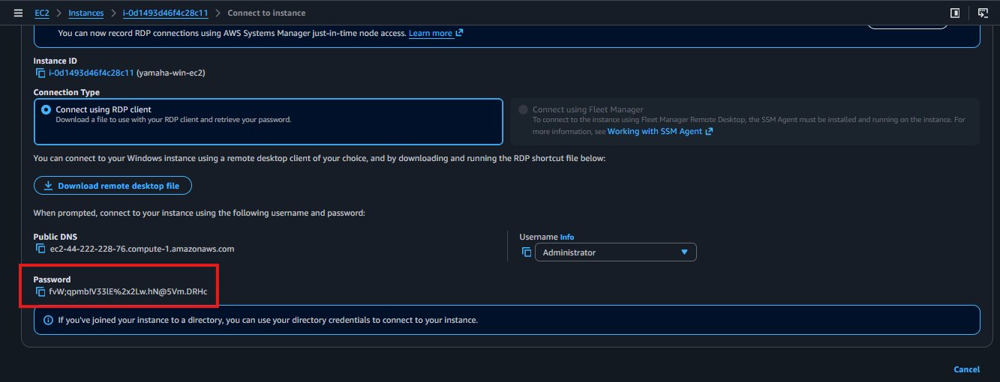 EC2 > Instances > i-0d1493d46f4c28c11 > Connect to instance
You can now record RDP connections using AWS Systems Manager just-in-time node access. Learn more
Instance ID
i-0d1493d46f4c28c11 (yamaha-win-ec2)
Connection Type
Connect using RDP client
Download a file to use with your RDP client and retrieve your password.
Connect using Fleet Manager
To connect to the instance using Fleet Manager Remote Desktop, the SSM Agent must be installed and running on the instance. For
more information, see Working with SSM Agent
You can connect to your Windows instance using a remote desktop client of your choice, and by downloading and running the RDP shortcut file below:
Download remote desktop file
When prompted, connect to your instance using the following username and password:
Public DNS
ec2-44-222-228-76.compute-1.amazonaws.com
Username Info
Administrator
Password
fvW;qpmb!V33lE%2x2Lw.hN@5Vm.DRHc
If you've joined your instance to a directory, you can use your directory credentials to connect to your instance.
Cancel